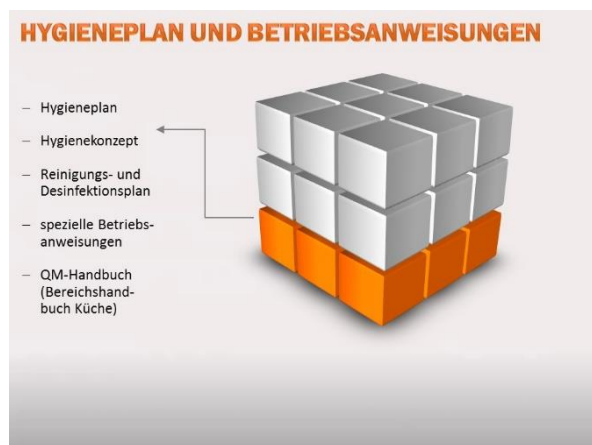 HYGIENEPLAN UND BETRIEBSANWEISUNGEN
– Hygieneplan
– Hygienekonzept
– Reinigungs- und
Desinfektionsplan
– spezielle Betriebs-
anweisungen
– QM-Handbuch
(Bereichshand-
buch Küche)